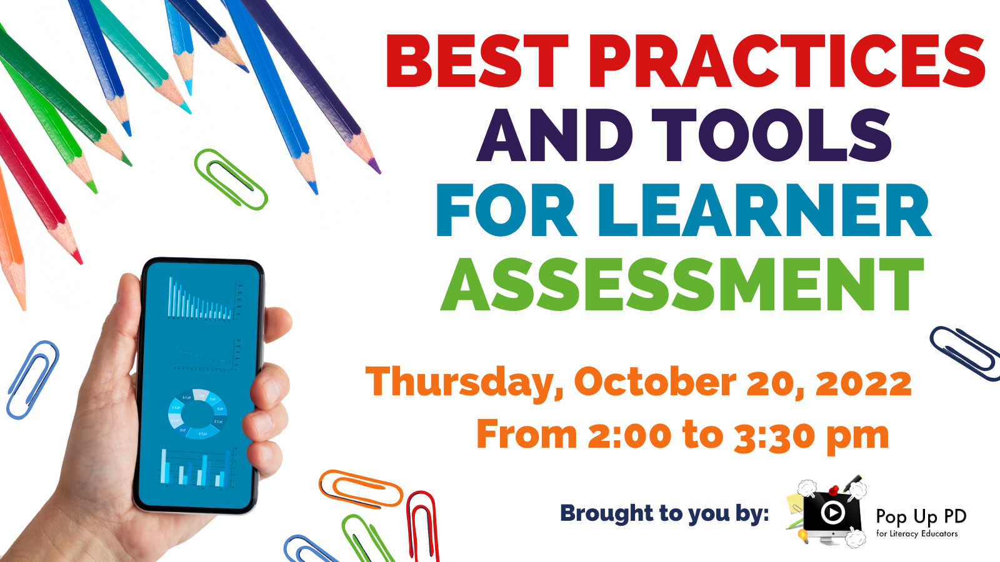 BEST PRACTICES
AND TOOLS
FOR LEARNER
ASSESSMENT
Thursday, October 20, 2022
From 2:00 to 3:30 pm
Brought to you by:
Pop Up PD
for Literacy Educators